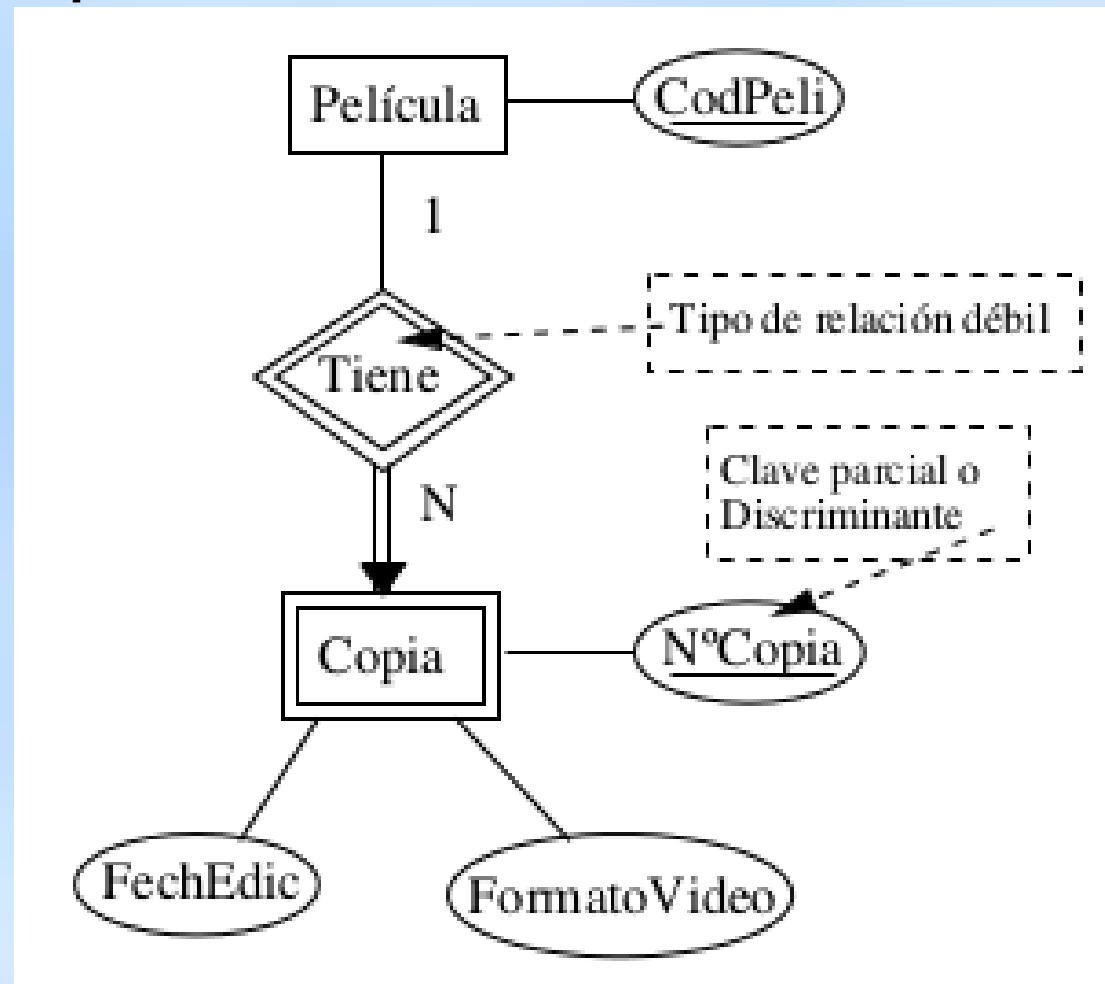 Película
CodPeli
1
Tipo de relación débil
Tiene
Clave parcial o
Discriminante
N
Copia
NºCopia
FechEdic
FormatoVideo